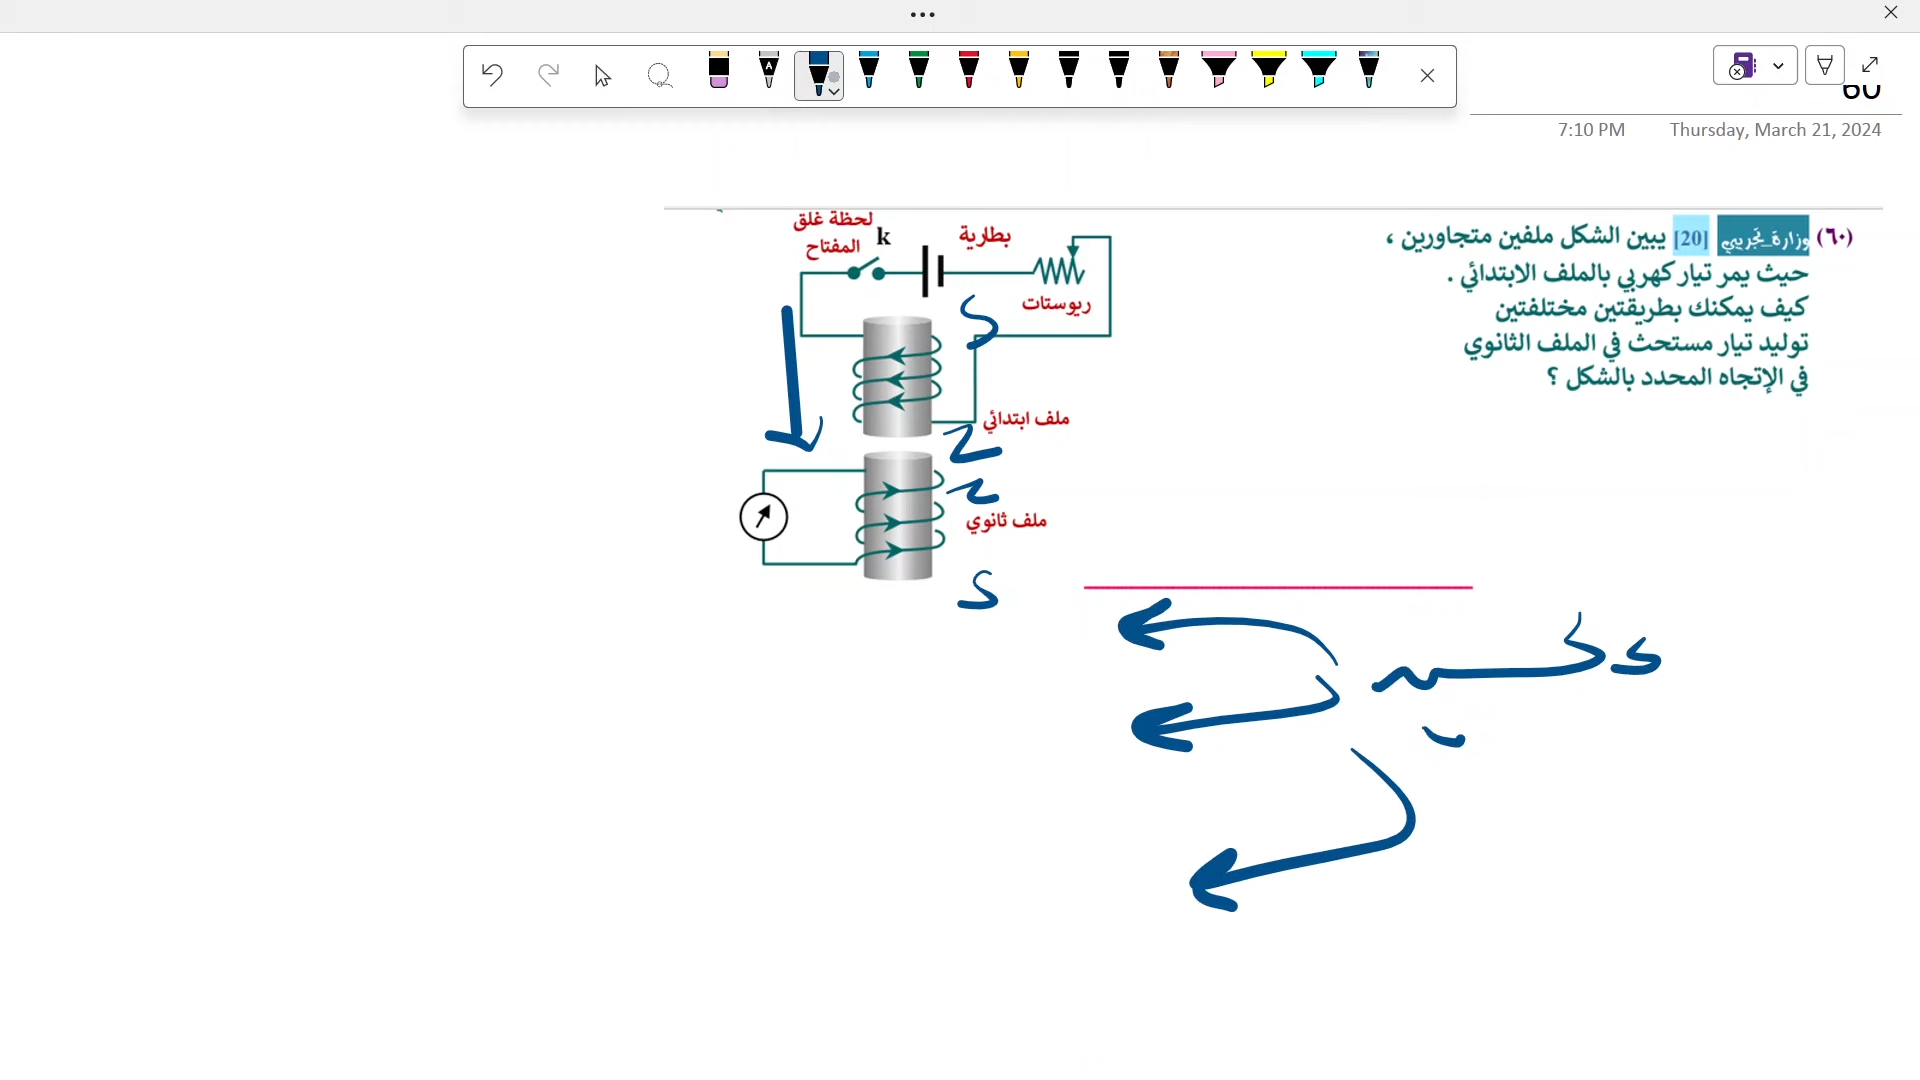 60
7:10 PM Thursday, March 21, 2024
(٦٠) وزارة_تجريبي [20] يبين الشكل ملفين متجاورين ،
حيث يمر تيار كهربي بالملف الابتدائي .
كيف يمكنك بطريقتين مختلفتين
توليد تيار مستحث في الملف الثانوي
في الإتجاه المحدد بالشكل ؟
لحظة غلق
المفتاح
k
بطارية
ريوستات
S
ملف ابتدائي
N
N
ملف ثانوي
S